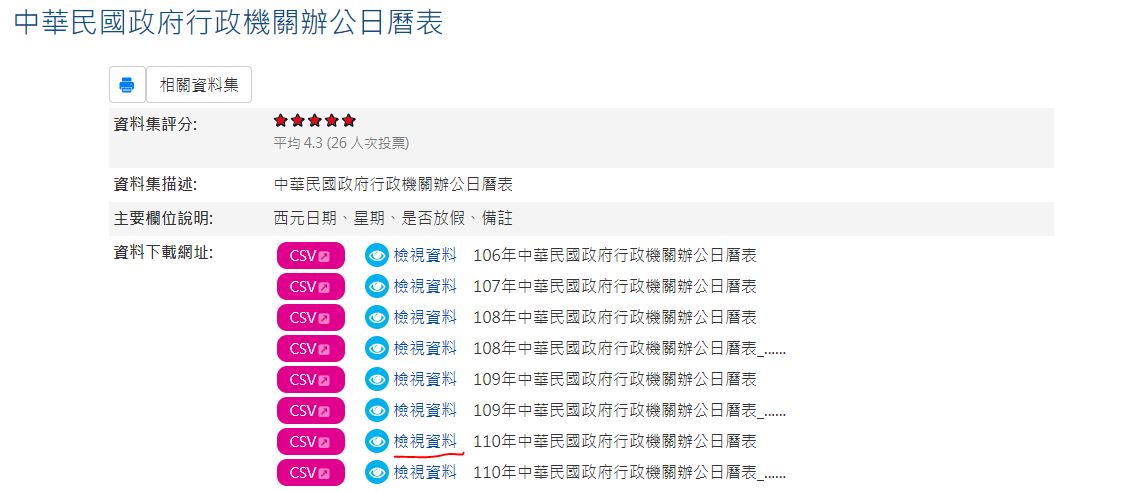 中華民國政府行政機關辦公日曆表
相關資料集
資料集評分:
平均 4.3 (26 人次投票)
資料集描述: 中華民國政府行政機關辦公日曆表
主要欄位說明: 西元日期、星期、是否放假、備註
資料下載網址:
CSV 檢視資料 106年中華民國政府行政機關辦公日曆表
CSV 檢視資料 107年中華民國政府行政機關辦公日曆表
CSV 檢視資料 108年中華民國政府行政機關辦公日曆表
CSV 檢視資料 108年中華民國政府行政機關辦公日曆表_......
CSV 檢視資料 109年中華民國政府行政機關辦公日曆表
CSV 檢視資料 109年中華民國政府行政機關辦公日曆表_......
CSV 檢視資料 110年中華民國政府行政機關辦公日曆表
CSV 檢視資料 110年中華民國政府行政機關辦公日曆表_......